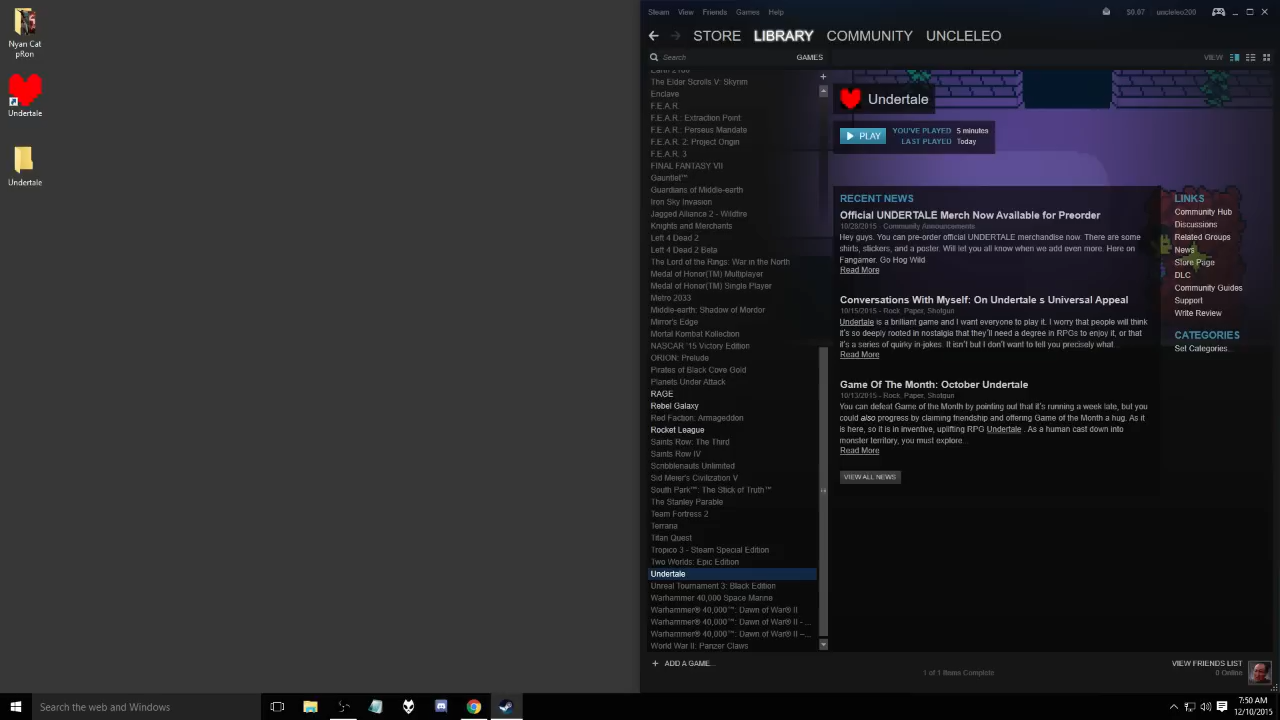 Nyan Cat
pRon
Undertale
Undertale
Steam View Friends Games Help
$0.97 uncleleo209
STORE LIBRARY COMMUNITY UNCLELEO
Search GAMES
VIEW
Earth 2160
The Elder Scrolls V: Skyrim
Enclave
F.E.A.R.
F.E.A.R.: Extraction Point
F.E.A.R.: Perseus Mandate
F.E.A.R. 2: Project Origin
F.E.A.R. 3
FINAL FANTASY VII
Gauntlet™
Guardians of Middle-earth
Iron Sky Invasion
Jagged Alliance 2 - Wildfire
Knights and Merchants
Left 4 Dead 2
Left 4 Dead 2 Beta
The Lord of the Rings: War in the North
Medal of Honor(TM) Multiplayer
Medal of Honor(TM) Single Player
Metro 2033
Middle-earth: Shadow of Mordor
Mirror's Edge
Mortal Kombat Kollection
NASCAR '15 Victory Edition
ORION: Prelude
Pirates of Black Cove Gold
Planets Under Attack
RAGE
Rebel Galaxy
Red Faction: Armageddon
Rocket League
Saints Row: The Third
Saints Row IV
Scribblenauts Unlimited
Sid Meier's Civilization V
South Park™: The Stick of Truth™
The Stanley Parable
Team Fortress 2
Terraria
Titan Quest
Tropico 3 - Steam Special Edition
Two Worlds: Epic Edition
Undertale
Unreal Tournament 3: Black Edition
Warhammer 40,000 Space Marine
Warhammer® 40,000™: Dawn of War® II
Warhammer® 40,000™: Dawn of War® II - ...
Warhammer® 40,000™: Dawn of War® II – ...
World War II: Panzer Claws
+ ADD A GAME...
Undertale
PLAY
YOU'VE PLAYED 5 minutes
LAST PLAYED Today
RECENT NEWS
Official UNDERTALE Merch Now Available for Preorder
10/28/2015 - Community Announcements
Hey guys. You can pre-order official UNDERTALE merchandise now. There are some
shirts, slickers, and a poster. Will let you all know when we add even more. Here on
Fangamer. Go Hog Wild
Read More
Conversations With Myself: On Undertale s Universal Appeal
10/15/2015 - Rock, Paper, Shotgun
Undertale is a brilliant game and I want everyone to play it. I worry that people will think
it's so deeply rooted in nostalgia that they'll need a degree in RPGs to enjoy it, or that
it's a series of quirky in-jokes. It isn't but I don't want to tell you precisely what...
Read More
Game Of The Month: October Undertale
10/13/2015 - Rock, Paper, Shotgun
You can defeat Game of the Month by pointing out that it's running a week late, but you
could also progress by claiming friendship and offering Game of the Month a hug. As it
is here, so it is in inventive, uplifting RPG Undertale . As a human cast down into
monster territory, you must explore...
Read More
VIEW ALL NEWS
LINKS
Community Hub
Discussions
Related Groups
News
Store Page
DLC
Community Guides
Support
Write Review
CATEGORIES
Set Categories...
1 of 1 Items Complete
VIEW FRIENDS LIST
0 Online
Search the web and Windows
7:50 AM
12/10/2015